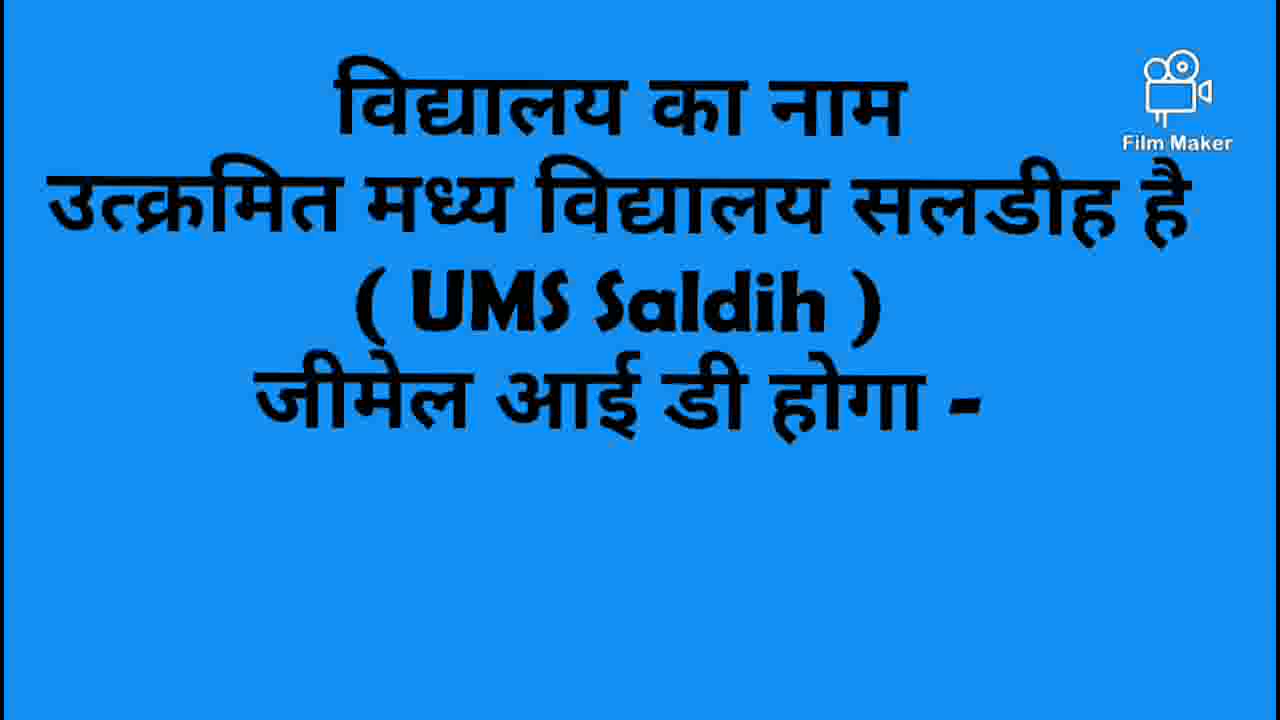 विद्यालय का नाम
Film Maker
उत्क्रमित मध्य विद्यालय सलडीह है
( UMS Saldih )
जीमेल आई डी होगा -